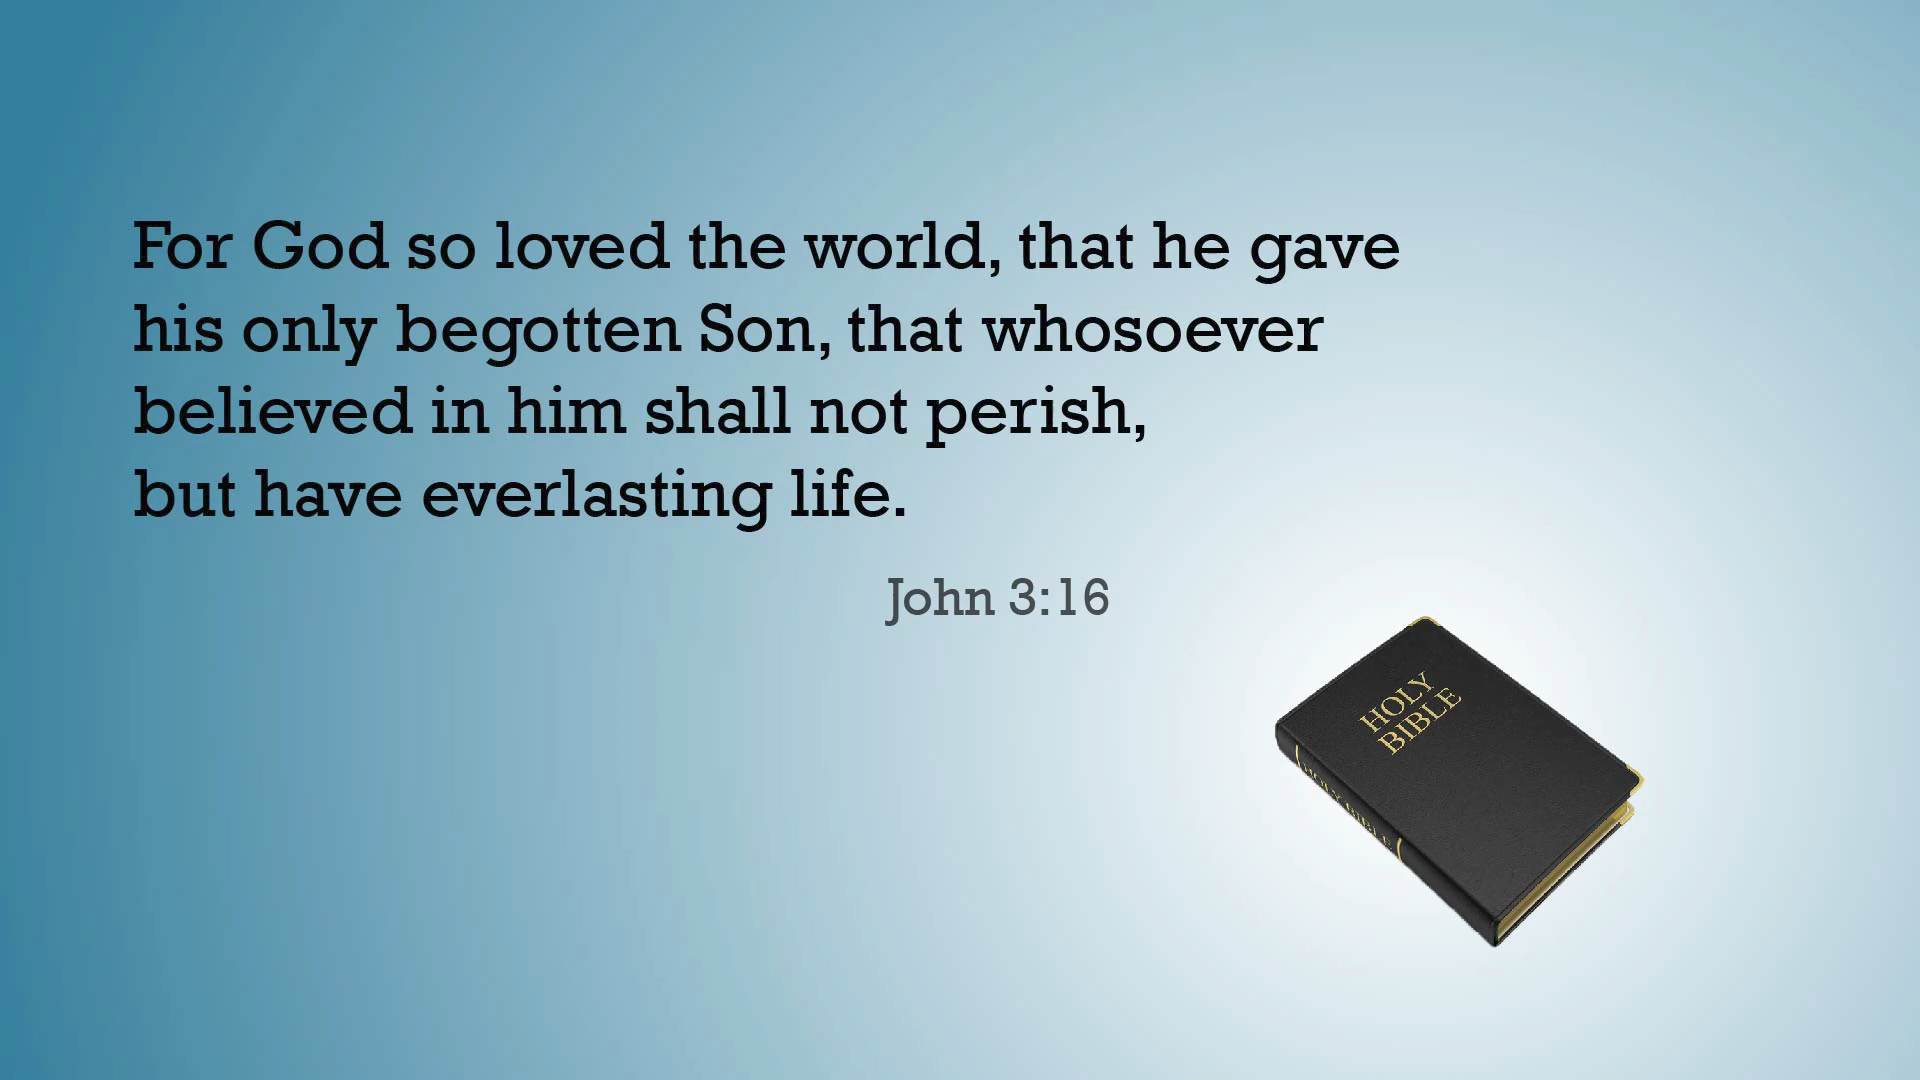 For God so loved the world, that he gave
his only begotten Son, that whosoever
believed in him shall not perish,
but have everlasting life.
John 3:16
HOLY
BIBLE
HOLY BIBLE